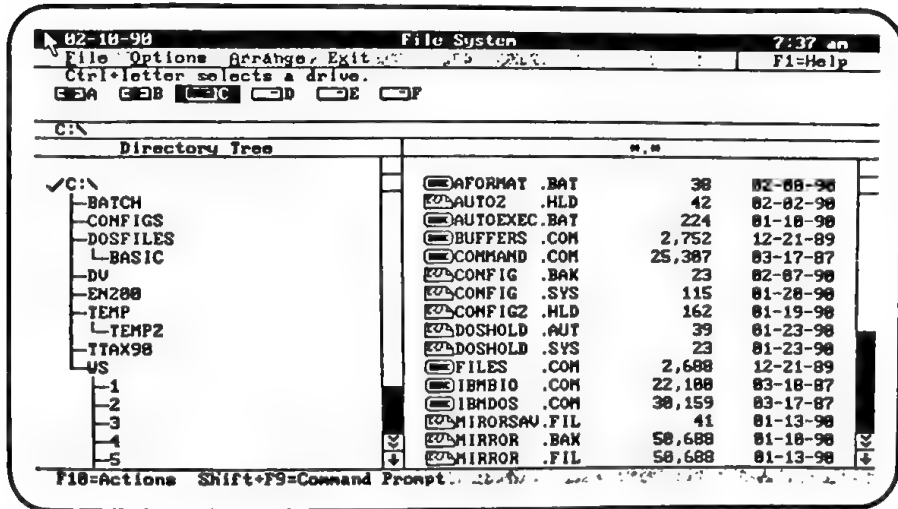 02-10-90 File System 7:37 am
File Options Arrange Exit F1=Help
Ctrl+letter selects a drive.
A B C D E F
C:\
Directory Tree
C:\
BATCH
CONFIGS
DOSFILES
BASIC
DV
EN200
TEMP
TEMP2
TTAX90
WS
1
2
3
4
5
*.*
AFORMAT .BAT 38 02-08-90
AUTO2 .HLD 42 02-02-90
AUTOEXEC.BAT 224 01-10-90
BUFFERS .COM 2,752 12-21-89
COMMAND .COM 25,307 03-17-87
CONFIG .BAK 23 02-07-90
CONFIG .SYS 115 01-20-90
CONFIG2 .HLD 162 01-19-90
DOSHOLD .AUT 39 01-23-90
DOSHOLD .SYS 23 01-23-90
FILES .COM 2,688 12-21-89
IBMBIO .COM 22,100 03-18-87
IBMDOS .COM 30,159 03-17-87
MIRORSAV.FIL 41 01-13-90
MIRROR .BAK 50,688 01-10-90
MIRROR .FIL 50,688 01-13-90
F10=Actions Shift+F9=Command Prompt